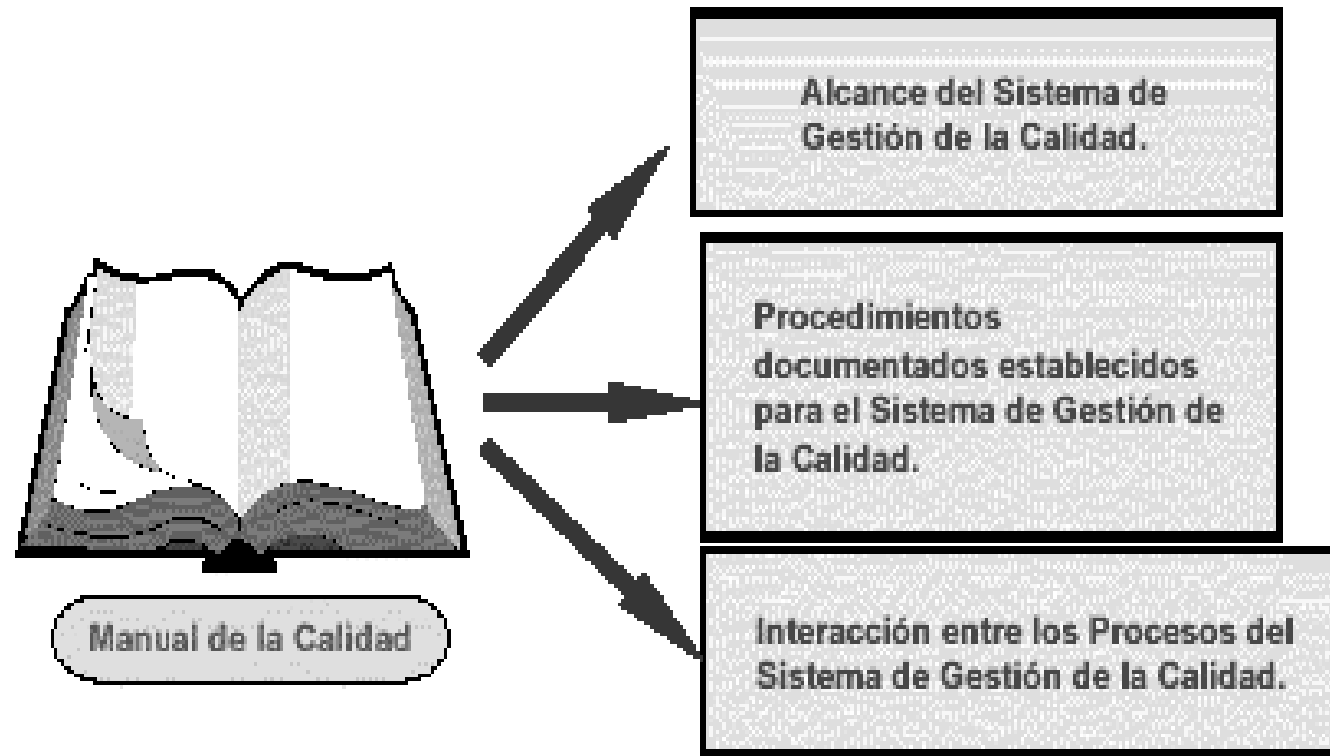 Alcance del Sistema de
Gestión de la Calidad.
Procedimientos
documentados establecidos
para el Sistema de Gestión de
la Calidad.
Manual de la Calidad
Interacción entre los Procesos del
Sistema de Gestión de la Calidad.